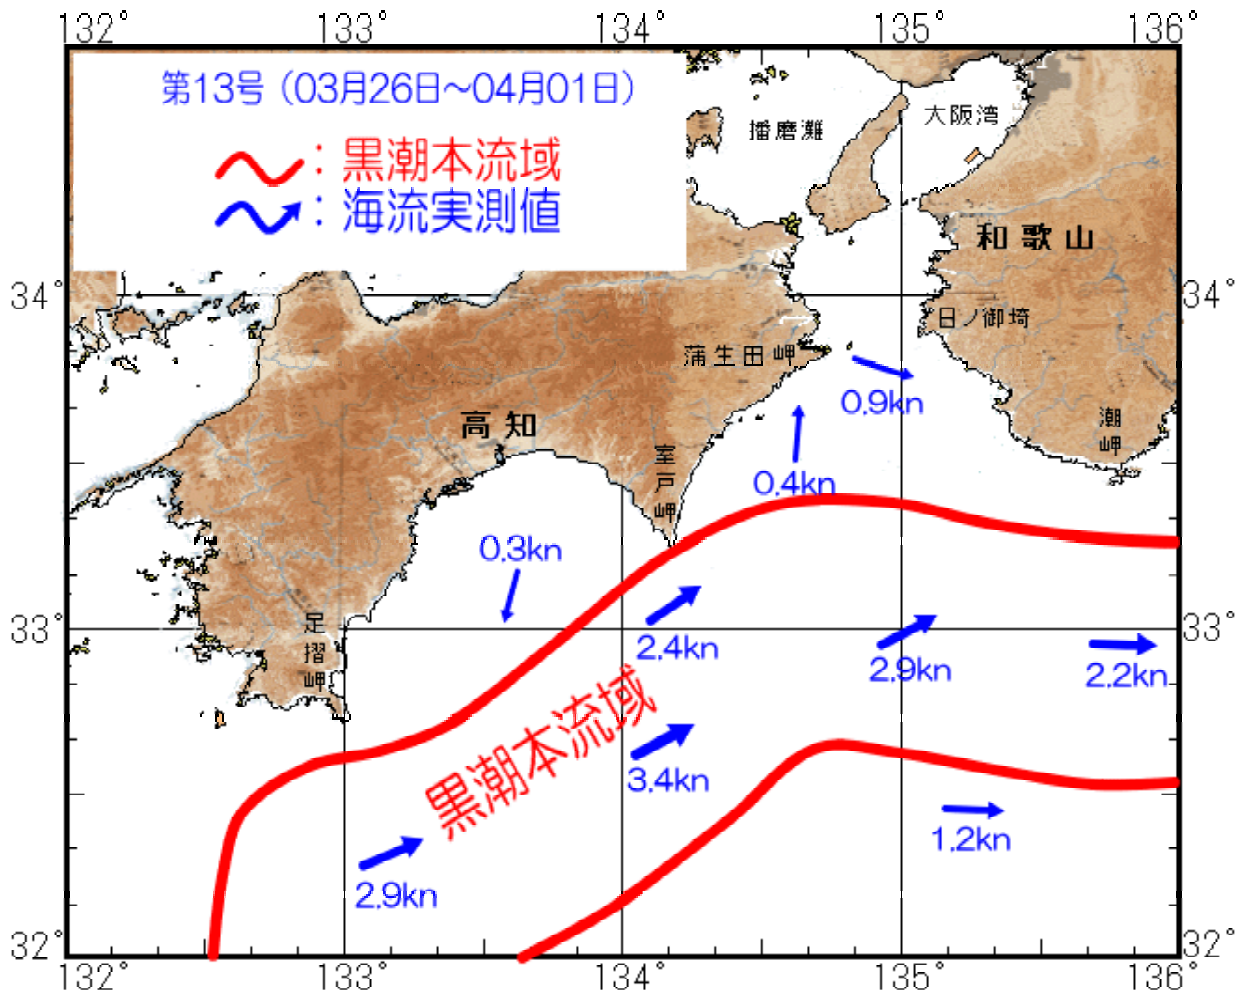 132° 133° 134° 135° 136°
第13号（03月26日～04月01日）
：黒潮本流域
：海流実測値
播磨灘
大阪湾
和歌山
34° 34°
日ノ御埼
蒲生田岬
0.9kn
高知
潮岬
室戸岬
0.4kn
0.3kn
足摺岬
33° 33°
2.4kn
2.9kn
2.2kn
黒潮本流域
3.4kn
1.2kn
2.9kn
32° 32°
132° 133° 134° 135° 136°